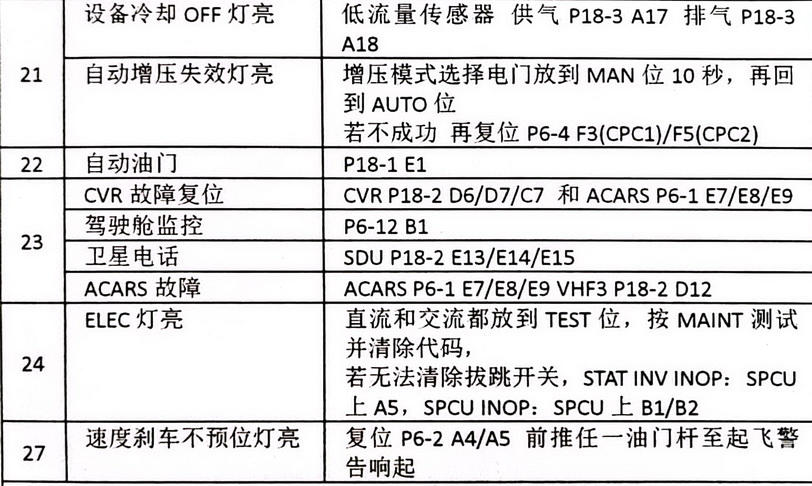 设备冷却 OFF 灯亮
低流量传感器 供气 P18-3 A17 排气 P18-3
A18
21
自动增压失效灯亮
增压模式选择电门放到 MAN 位 10 秒，再回
到 AUTO 位
若不成功 再复位 P6-4 F3(CPC1)/F5(CPC2)
22
自动油门
P18-1 E1
23
CVR 故障复位
CVR P18-2 D6/D7/C7 和 ACARS P6-1 E7/E8/E9
驾驶舱监控
P6-12 B1
卫星电话
SDU P18-2 E13/E14/E15
ACARS 故障
ACARS P6-1 E7/E8/E9 VHF3 P18-2 D12
24
ELEC 灯亮
直流和交流都放到 TEST 位，按 MAINT 测试
并清除代码，
若无法清除拔跳开关，STAT INV INOP：SPCU
上 A5，SPCU INOP：SPCU 上 B1/B2
27
速度刹车不预位灯亮
复位 P6-2 A4/A5 前推任一油门杆至起飞警
告响起